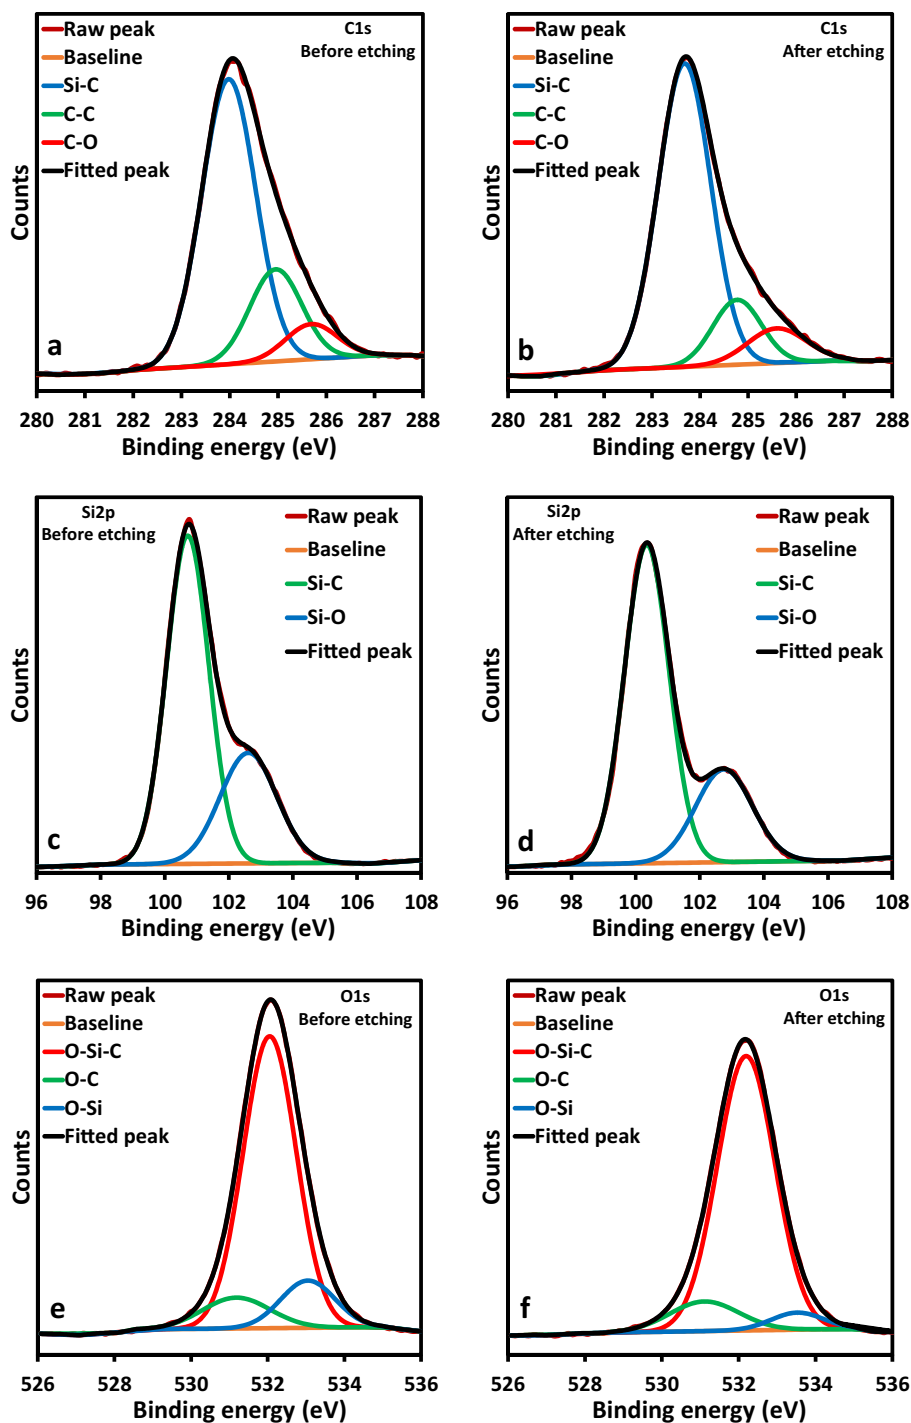 Raw peak
Baseline
Si-C
C-C
C-O
Fitted peak
C1s
Before etching
Counts
a
280 281 282 283 284 285 286 287 288
Binding energy (eV)
Raw peak
Baseline
Si-C
C-C
C-O
Fitted peak
C1s
After etching
Counts
b
280 281 282 283 284 285 286 287 288
Binding energy (eV)
Si2p
Before etching
Raw peak
Baseline
Si-C
Si-O
Fitted peak
Counts
c
96 98 100 102 104 106 108
Binding energy (eV)
Si2p
After etching
Raw peak
Baseline
Si-C
Si-O
Fitted peak
Counts
d
96 98 100 102 104 106 108
Binding energy (eV)
Raw peak
Baseline
O-Si-C
O-C
O-Si
Fitted peak
O1s
Before etching
Counts
e
526 528 530 532 534 536
Binding energy (eV)
Raw peak
Baseline
O-Si-C
O-C
O-Si
Fitted peak
O1s
After etching
Counts
f
526 528 530 532 534 536
Binding energy (eV)